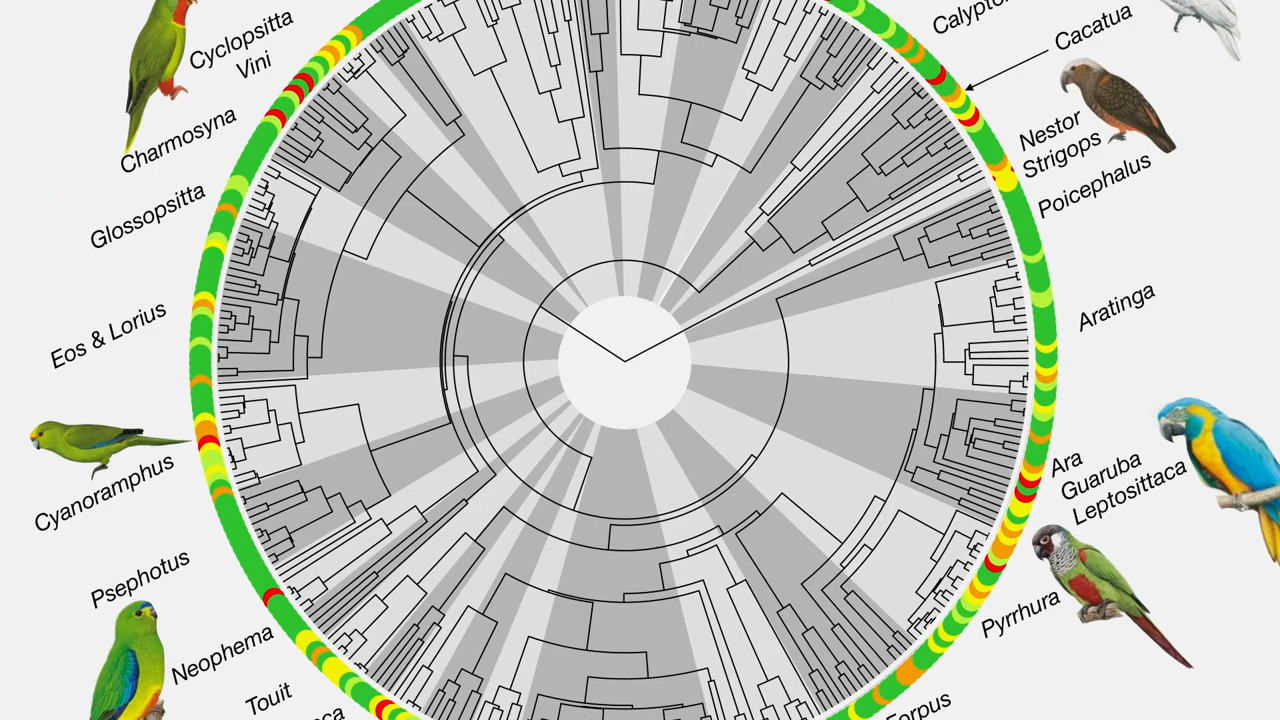 Cyclopsitta
Vini
Charmosyna
Glossopsitta
Eos & Lorius
Cyanoramphus
Psephotus
Neophema
Touit
Cacatua
Nestor
Strigops
Poicephalus
Aratinga
Ara
Guaruba
Leptosittaca
Pyrrhura